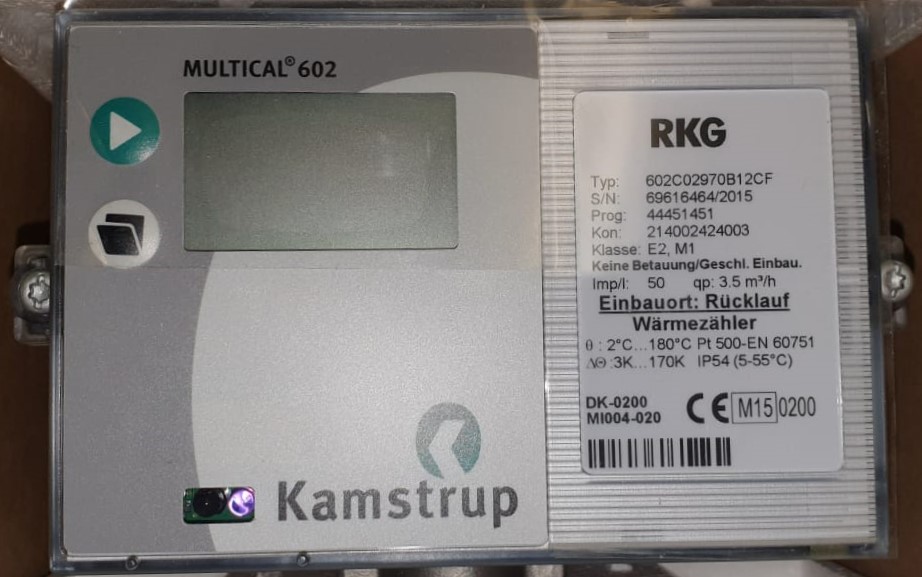 MULTICAL® 602
RKG
Typ: 602C02970B12CF
S/N: 69616464/2015
Prog: 44451451
Kon: 214002424003
Klasse: E2, M1
Keine Betauung/Geschl. Einbau.
Imp/l: 50 qp: 3.5 m³/h
Einbauort: Rücklauf
Wärmezähler
θ : 2°C...180°C Pt 500-EN 60751
ΔΘ :3K...170K IP54 (5-55°C)
DK-0200
MI004-020
CE M15 0200
Kamstrup